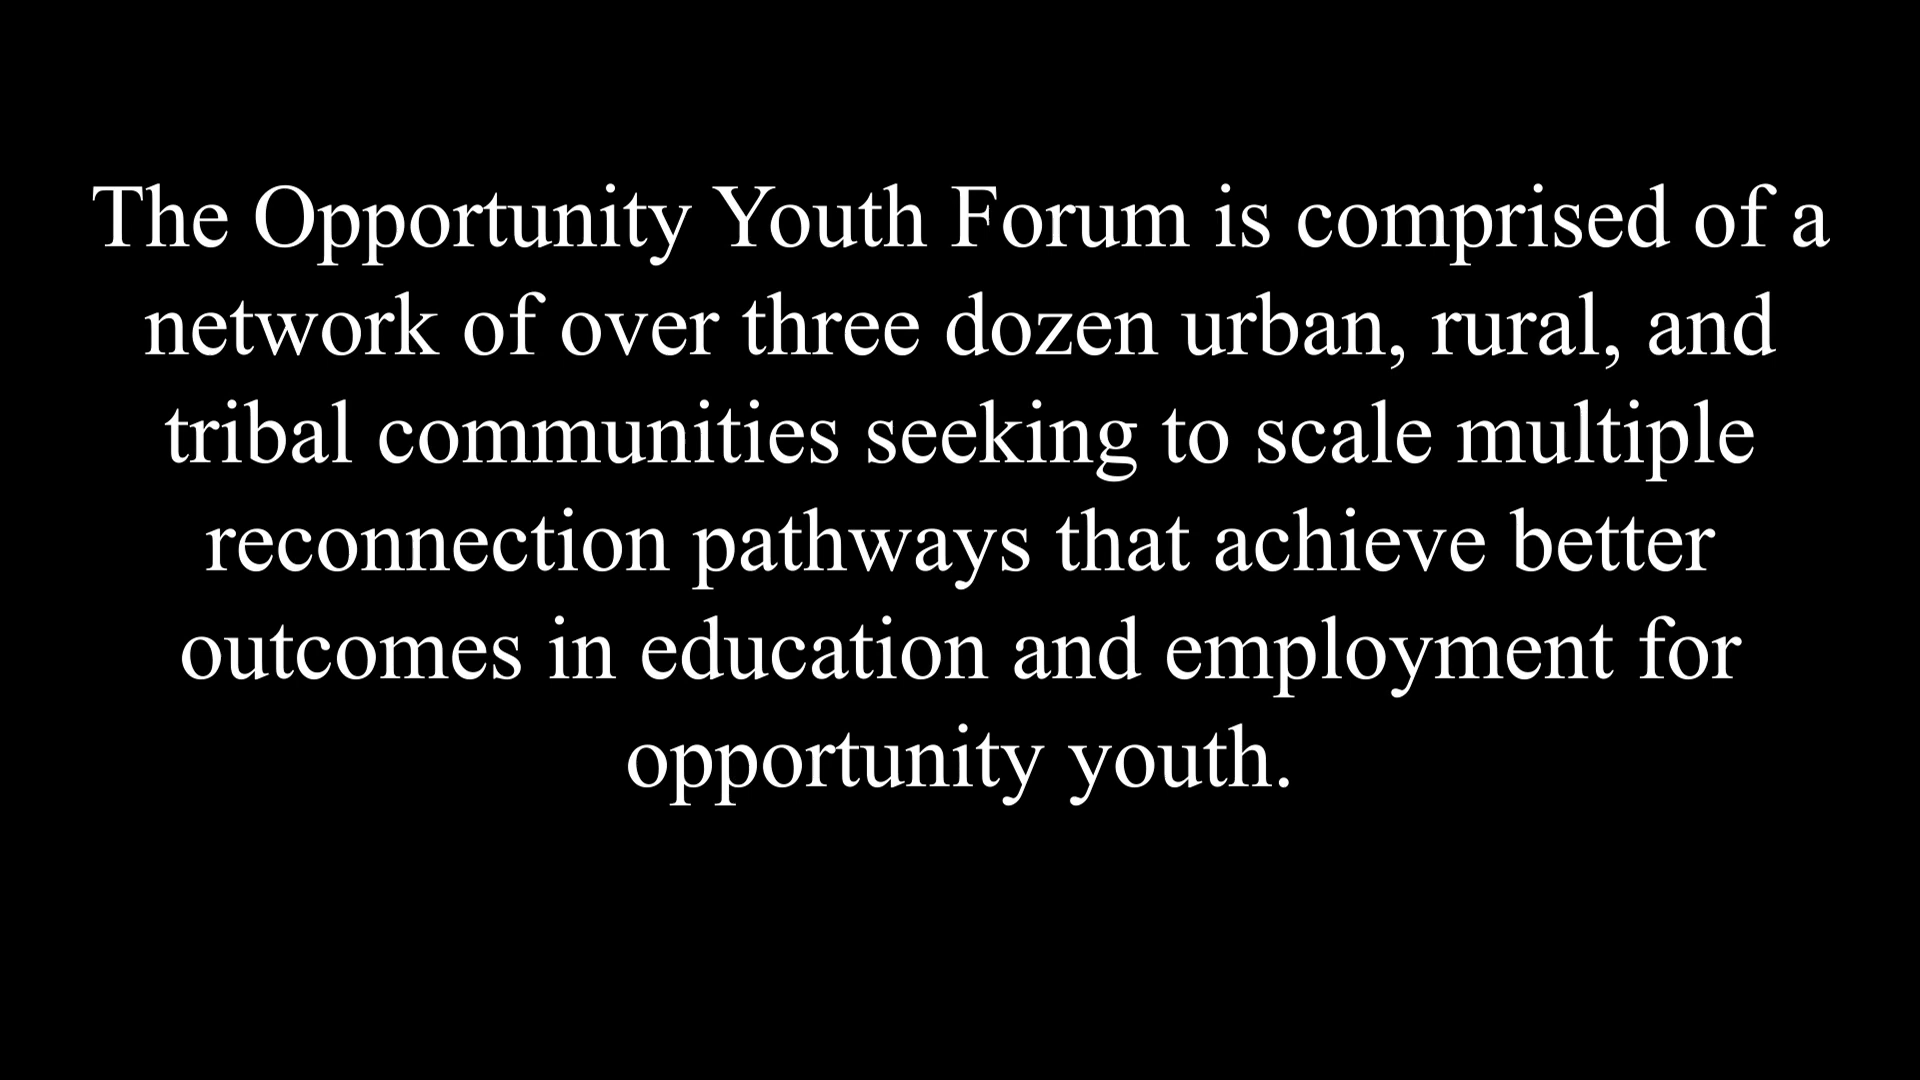 The Opportunity Youth Forum is comprised of a
network of over three dozen urban, rural, and
tribal communities seeking to scale multiple
reconnection pathways that achieve better
outcomes in education and employment for
opportunity youth.